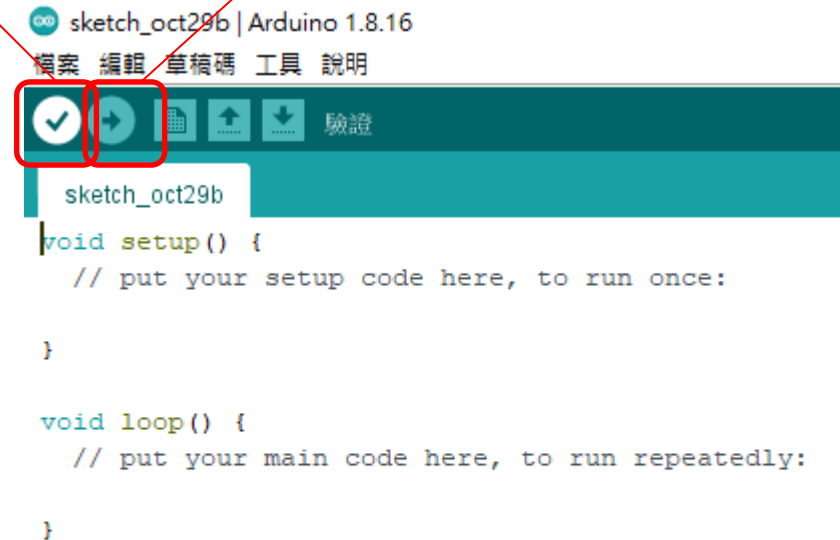 sketch_oct29b | Arduino 1.8.16
檔案 編輯 草稿碼 工具 說明
驗證
sketch_oct29b
void setup() {
// put your setup code here, to run once:
}
void loop() {
// put your main code here, to run repeatedly:
}